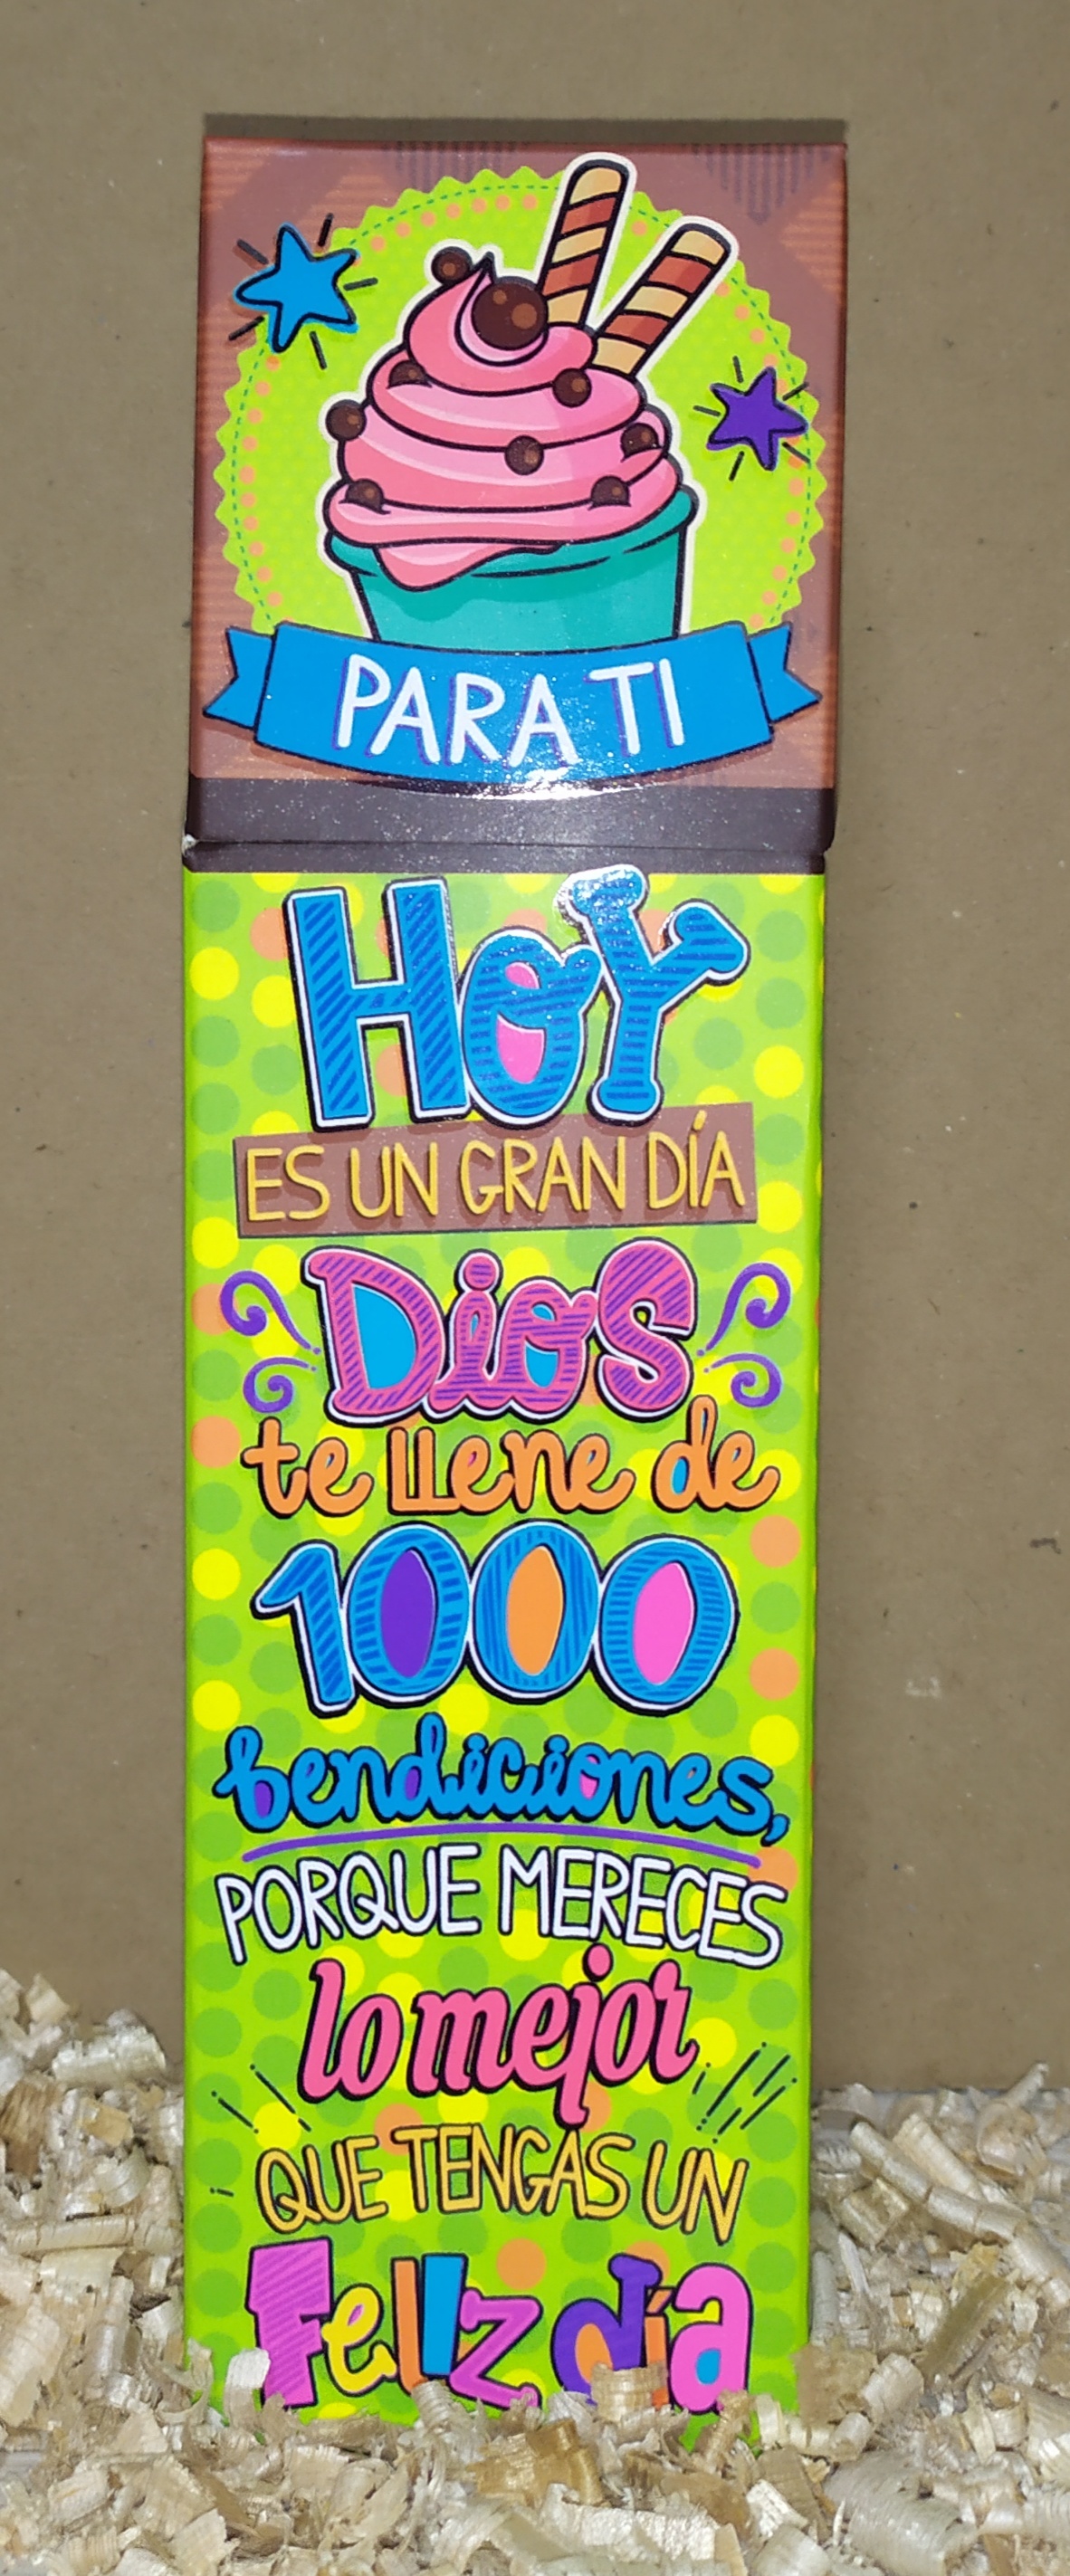 PARA TI
HOY
ES UN GRAN DÍA
Dios
te llene de
1000
bendiciones,
PORQUE MERECES
lo mejor
QUE TENGAS UN
Feliz día